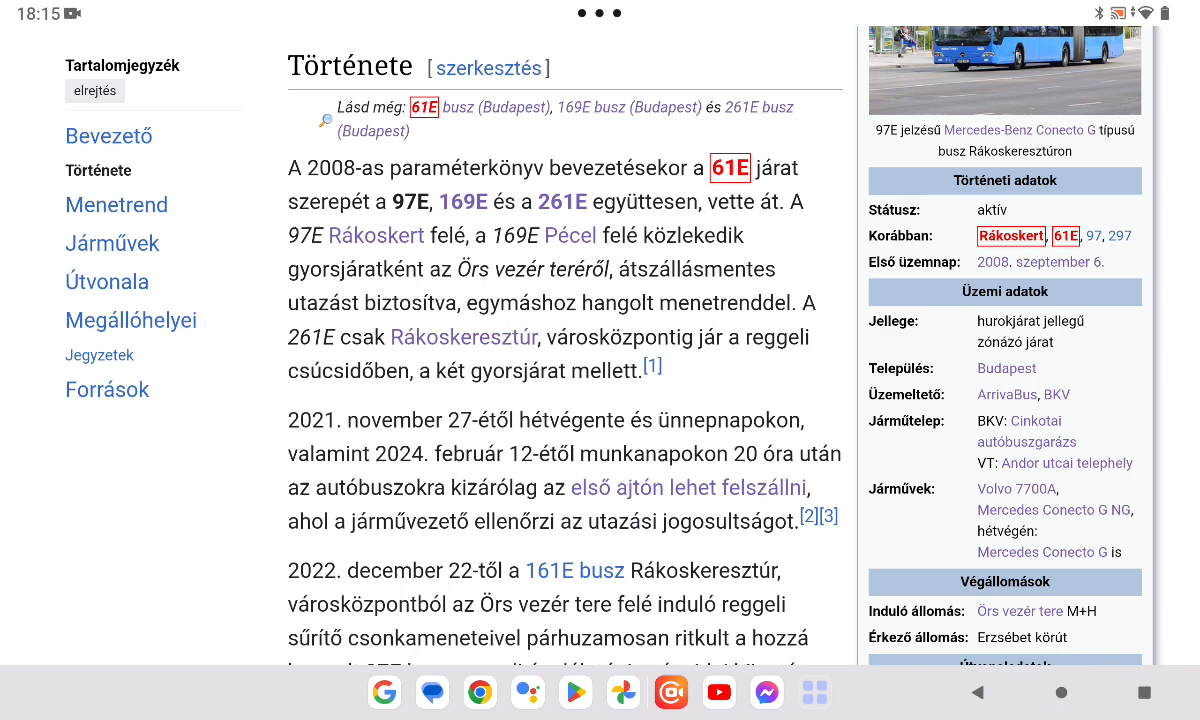 18:15
Tartalomjegyzék
elrejtés
Bevezető
Története
Menetrend
Járművek
Útvonala
Megállóhelyei
Jegyzetek
Források
Története [ szerkesztés ]
Lásd még: 61E busz (Budapest), 169E busz (Budapest) és 261E busz
(Budapest)
A 2008-as paraméterkönyv bevezetésekor a 61E járat
szerepét a 97E, 169E és a 261E együttesen, vette át. A
97E Rákoskert felé, a 169E Pécel felé közlekedik
gyorsjáratként az Örs vezér teréről, átszállásmentes
utazást biztosítva, egymáshoz hangolt menetrenddel. A
261E csak Rákoskeresztúr, városközpontig jár a reggeli
csúcsidőben, a két gyorsjárat mellett.[1]
2021. november 27-étől hétvégente és ünnepnapokon,
valamint 2024. február 12-étől munkanapokon 20 óra után
az autóbuszokra kizárólag az első ajtón lehet felszállni,
ahol a járművezető ellenőrzi az utazási jogosultságot.[2][3]
2022. december 22-től a 161E busz Rákoskeresztúr,
városközpontból az Örs vezér tere felé induló reggeli
sűrítő csonkameneteivel párhuzamosan ritkult a hozzá
97E jelzésű Mercedes-Benz Conecto G típusú
busz Rákoskeresztúron
Történeti adatok
Státusz: aktív
Korábban: Rákoskert, 61E, 97, 297
Első üzemnap: 2008. szeptember 6.
Üzemi adatok
Jellege: hurokjárat jellegű
zónázó járat
Település: Budapest
Üzemeltető: ArrivaBus, BKV
Járműtelep: BKV: Cinkotai
autóbuszgarázs
VT: Andor utcai telephely
Járművek: Volvo 7700A,
Mercedes Conecto G NG,
hétvégén:
Mercedes Conecto G is
Végállomások
Induló állomás: Örs vezér tere M+H
Érkező állomás: Erzsébet körút